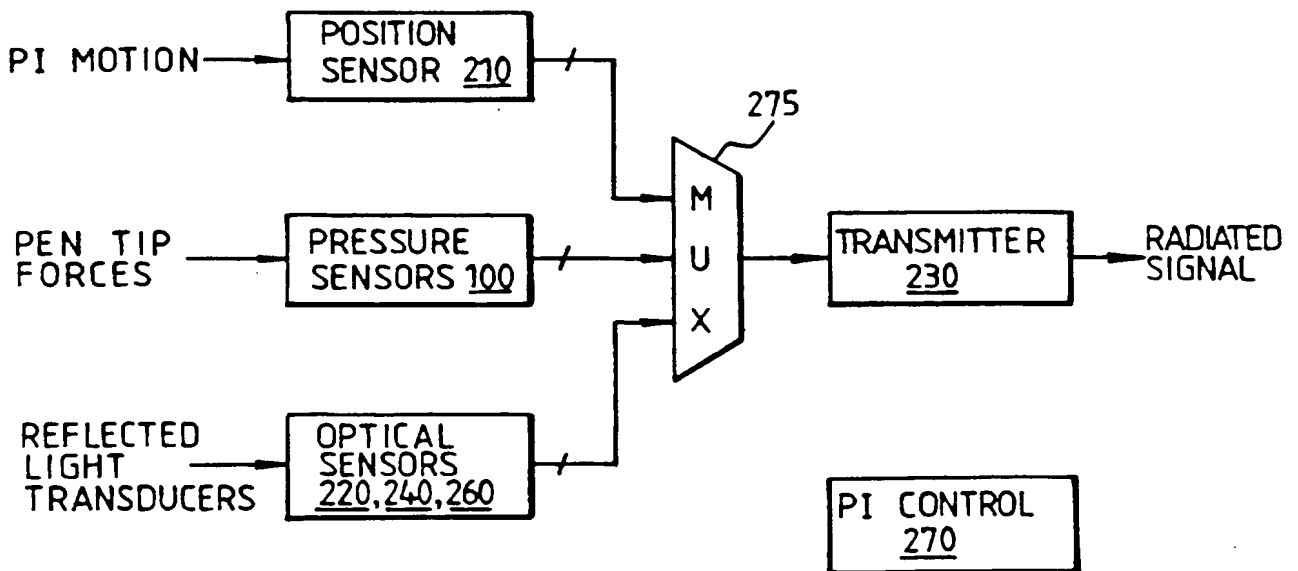 PI MOTION
POSITION
SENSOR 210
275
PEN TIP
FORCES
PRESSURE
SENSORS 100
M
U
X
TRANSMITTER
230
RADIATED
SIGNAL
REFLECTED
LIGHT
TRANSDUCERS
OPTICAL
SENSORS
220, 240, 260
PI CONTROL
270